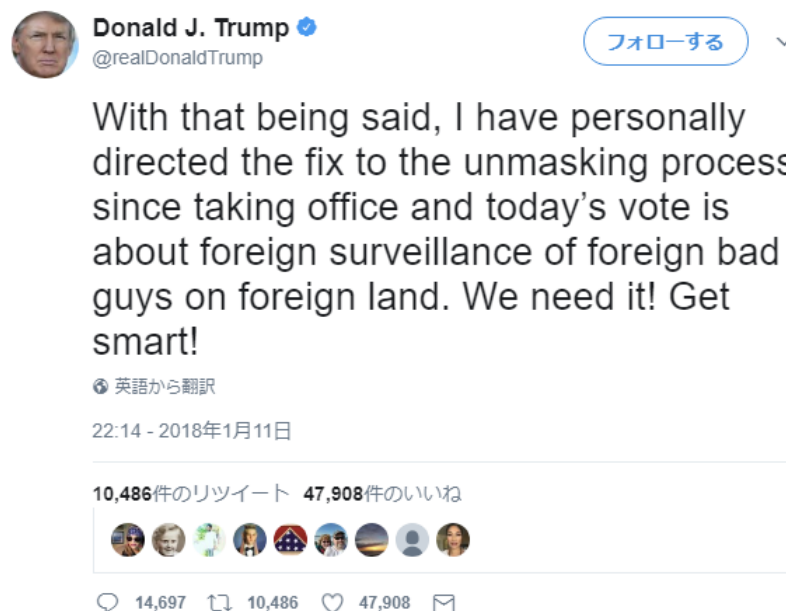 Donald J. Trump
@realDonaldTrump
フォローする
With that being said, I have personally
directed the fix to the unmasking process
since taking office and today’s vote is
about foreign surveillance of foreign bad
guys on foreign land. We need it! Get
smart!
英語から翻訳
22:14 - 2018年1月11日
10,486件のリツイート 47,908件のいいね
14,697 10,486 47,908